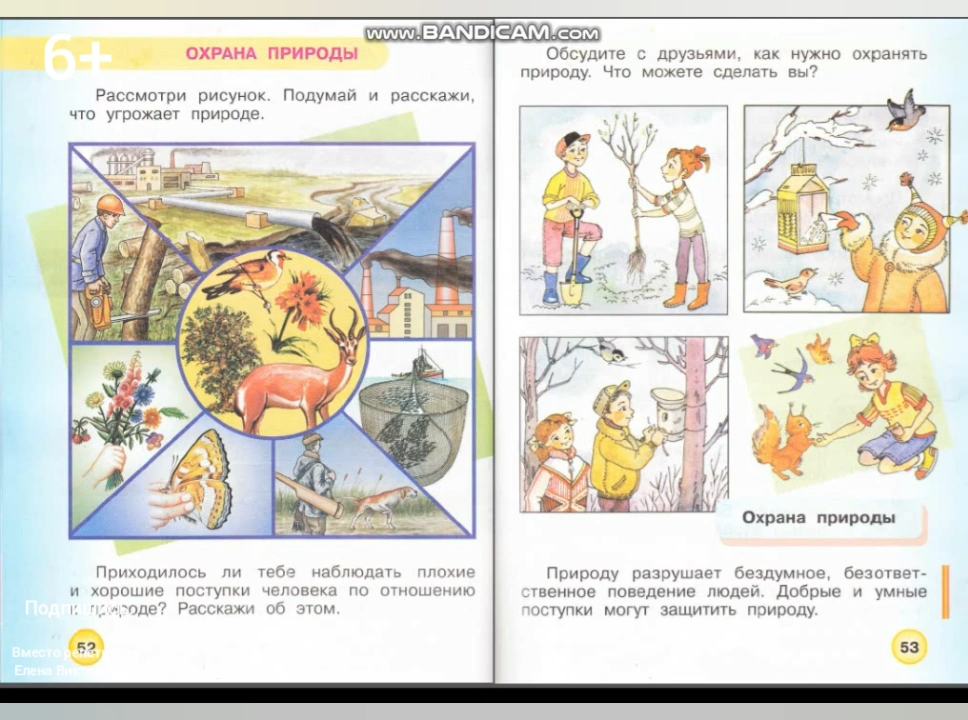 www.BANDICAM.com
6+
ОХРАНА ПРИРОДЫ
Рассмотри рисунок. Подумай и расскажи,
что угрожает природе.
Приходилось ли тебе наблюдать плохие
и хорошие поступки человека по отношению
к природе? Расскажи об этом.
52
Вместо
Елена
Обсудите с друзьями, как нужно охранять
природу. Что можете сделать вы?
Охрана природы
Природу разрушает бездумное, безответ-
ственное поведение людей. Добрые и умные
поступки могут защитить природу.
53